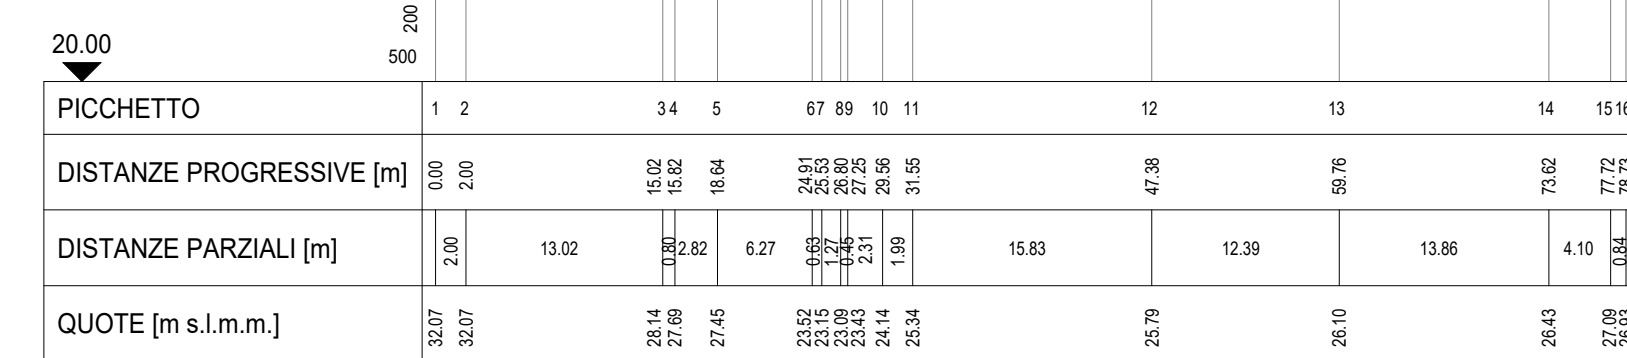 200
20.00
500
PICCHETTO 1 2 3 4 5 6 7 8 9 10 11 12 13 14 15 16
DISTANZE PROGRESSIVE [m] 0.00 2.00 15.02 15.82 18.64 24.91 25.53 26.80 27.25 29.56 31.55 47.38 59.76 73.62 77.72
DISTANZE PARZIALI [m] 2.00 13.02 0.80 2.82 6.27 0.63 1.27 0.45 2.31 1.99 15.83 12.39 13.86 4.10 0.84
QUOTE [m s.l.m.m.] 32.07 32.07 28.14 27.69 27.45 23.52 23.15 23.09 23.43 24.14 25.34 25.79 26.10 26.43 27.09